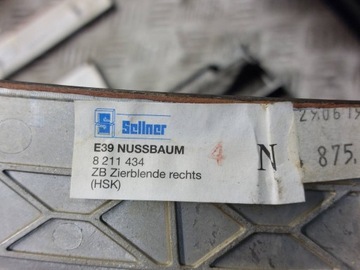 Sellner
E39 NUSSBAUM
8 211 434
ZB Zierblende rechts
(HSK)
4
N
875,